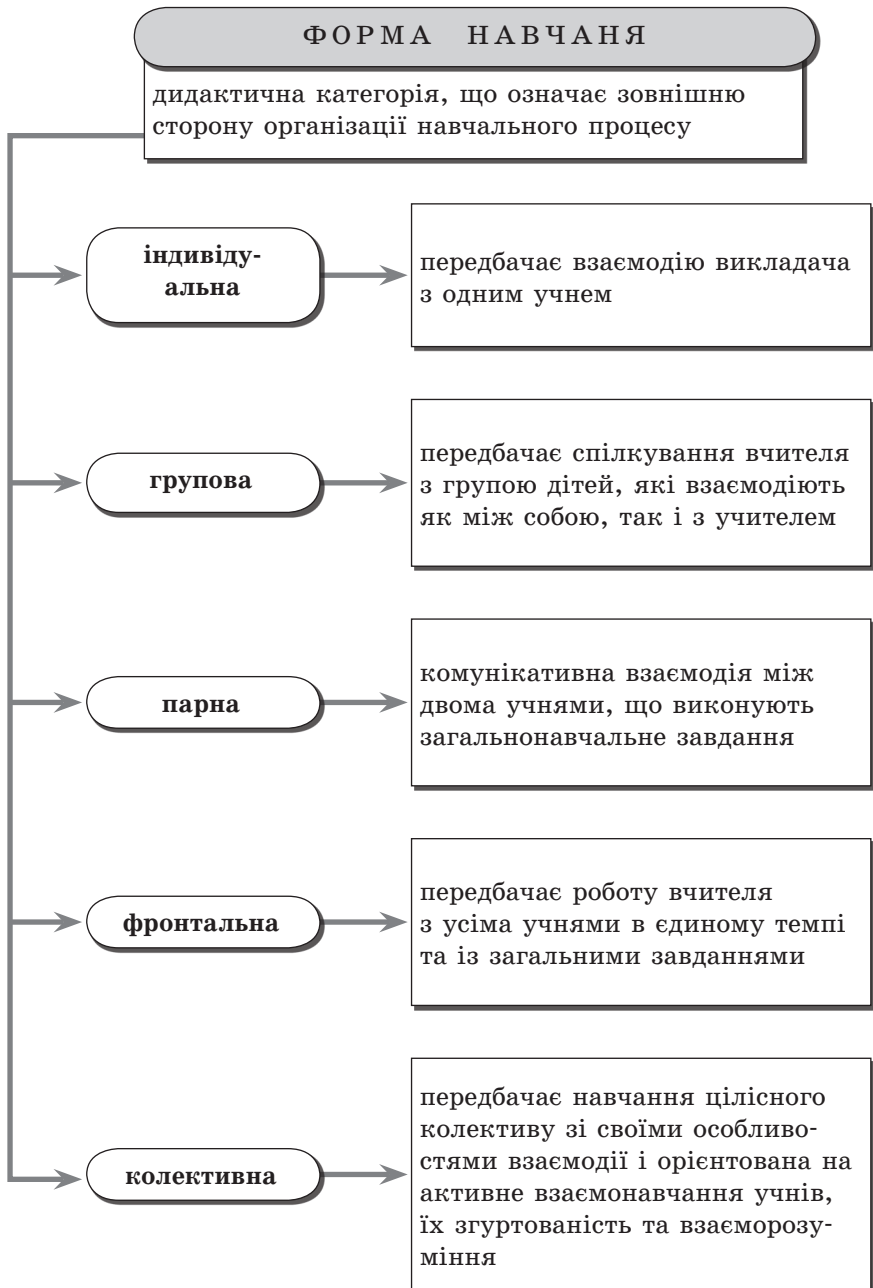 ФОРМА НАВЧАНЯ
дидактична категорія, що означає зовнішню
сторону організації навчального процесу
індивіду-
альна
передбачає взаємодію викладача
з одним учнем
групова
передбачає спілкування вчителя
з групою дітей, які взаємодіють
як між собою, так і з учителем
парна
комунікативна взаємодія між
двома учнями, що виконують
загальнонавчальне завдання
фронтальна
передбачає роботу вчителя
з усіма учнями в єдиному темпі
та із загальними завданнями
колективна
передбачає навчання цілісного
колективу зі своїми особливо-
стями взаємодії і орієнтована на
активне взаємонавчання учнів,
їх згуртованість та взаєморозу-
міння